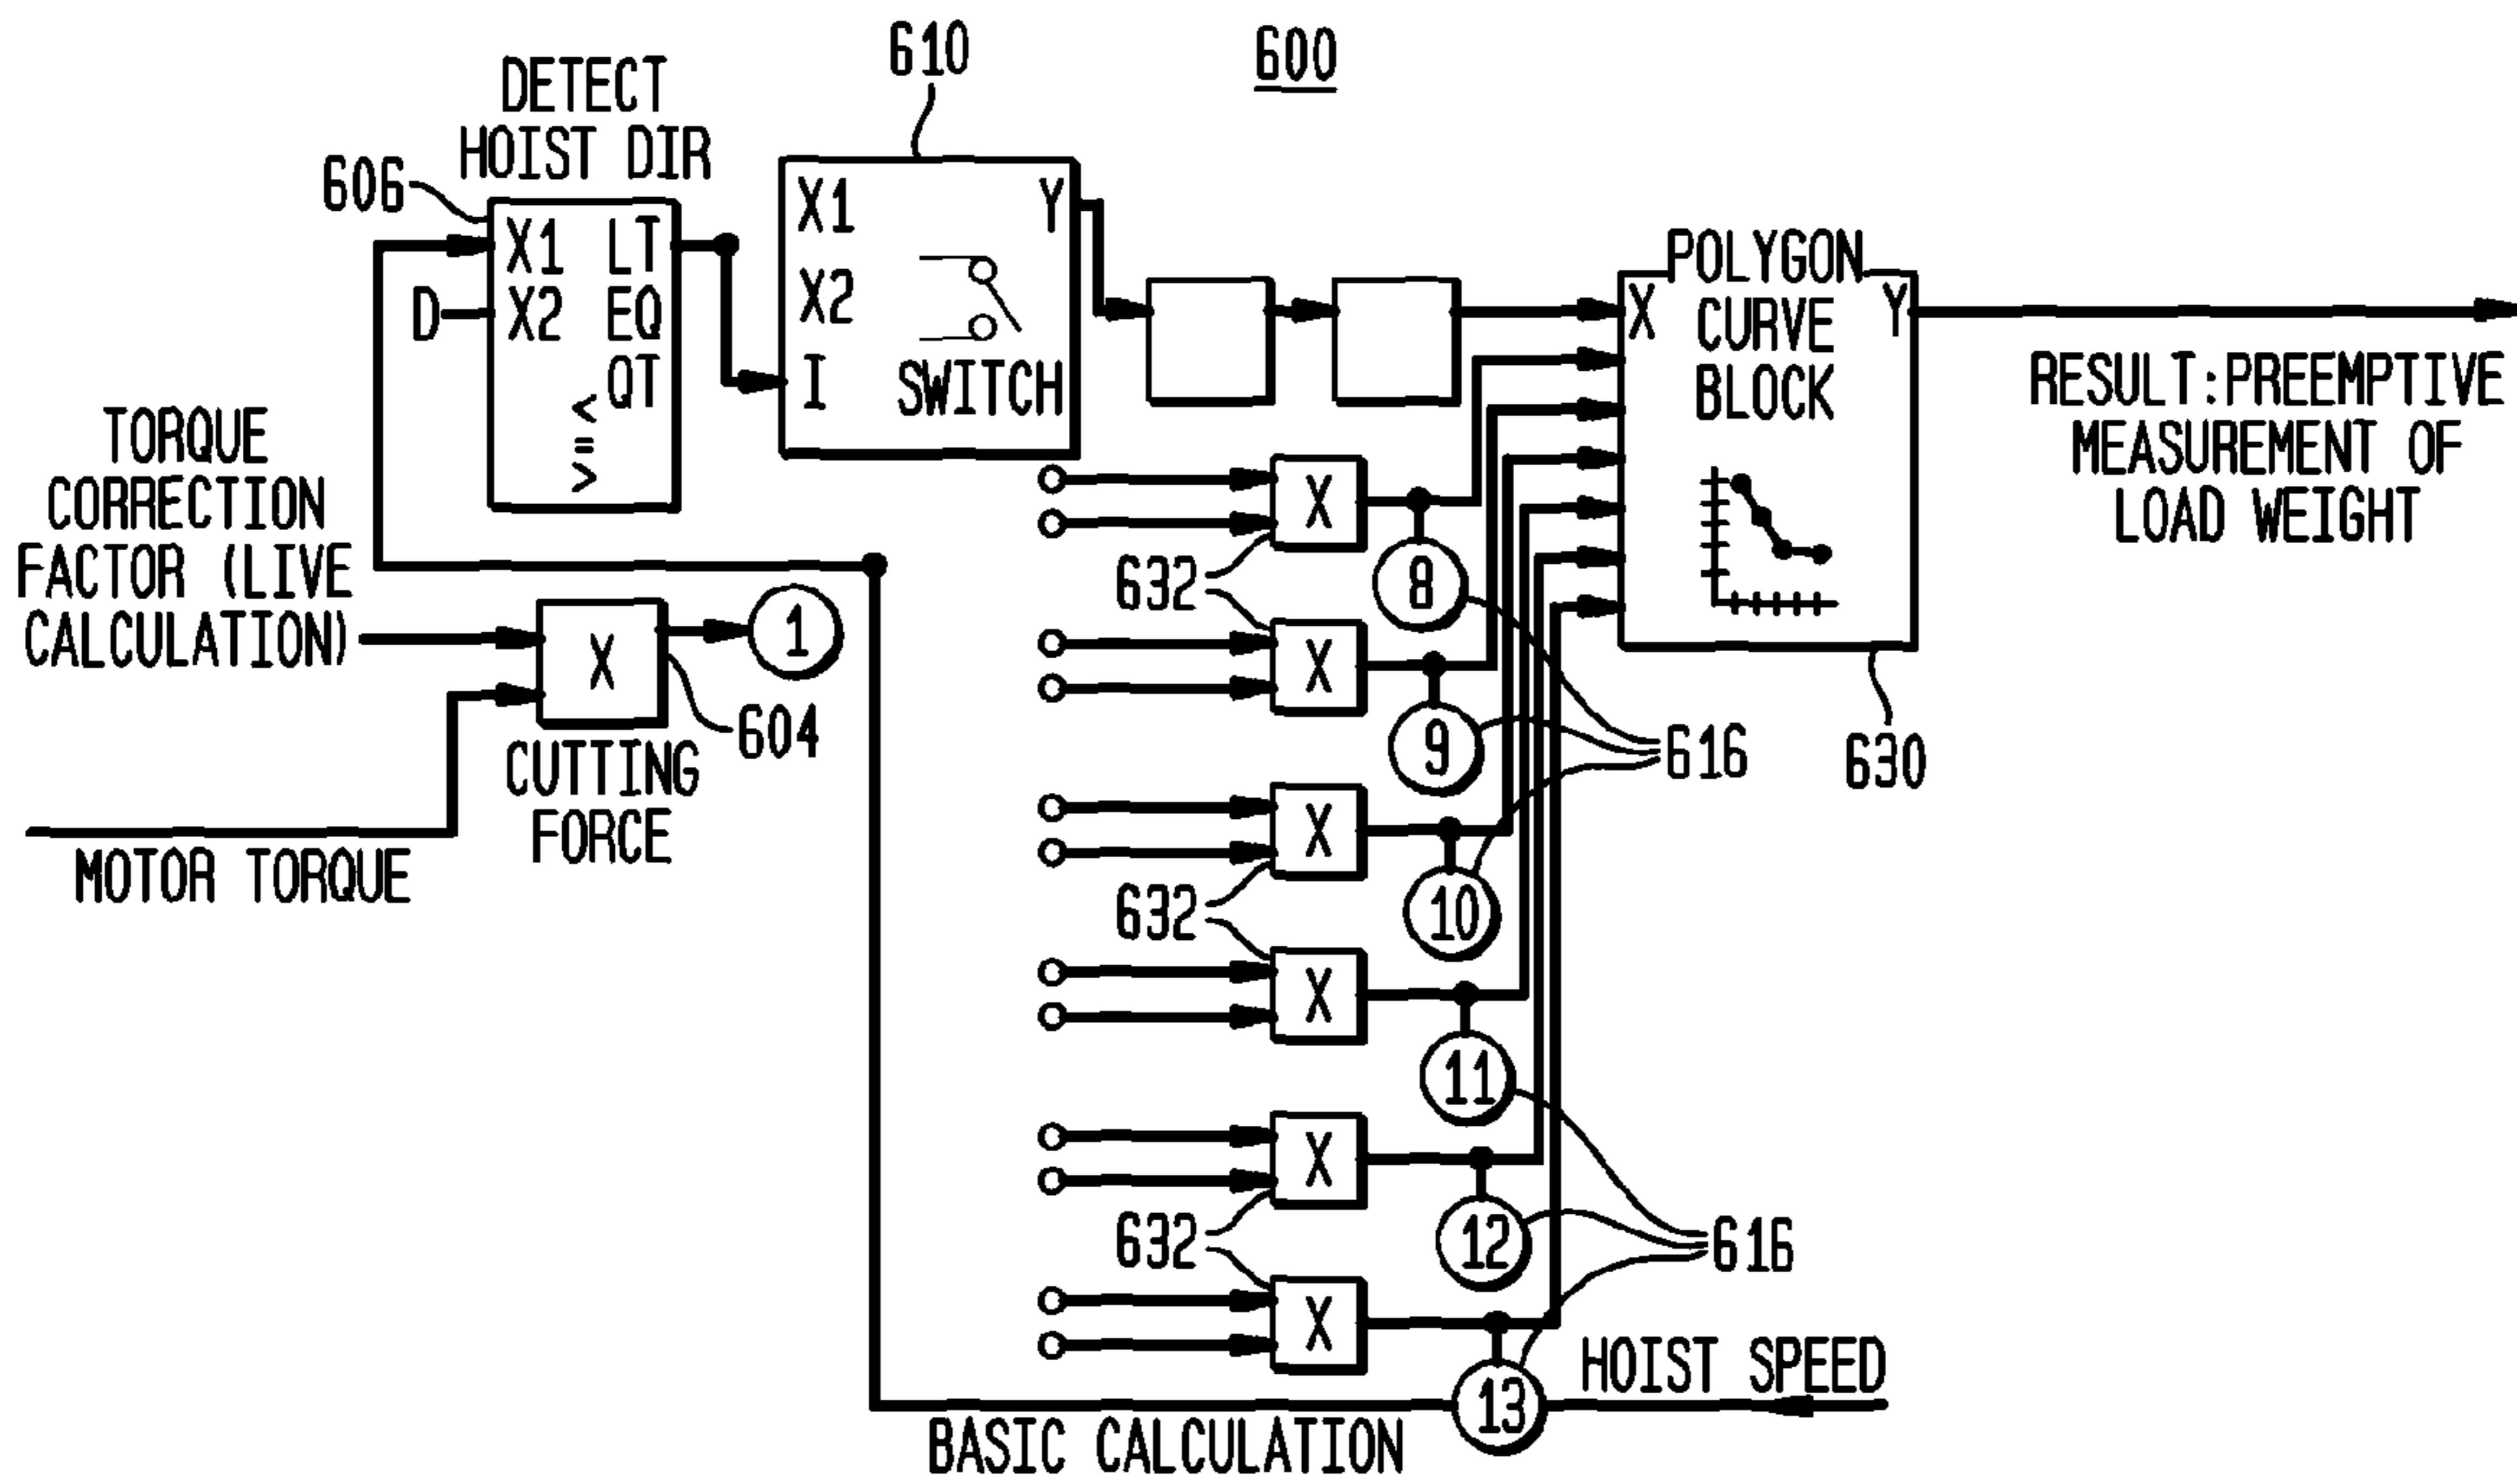 600
610
DETECT
HOIST DIR
606
X1 LT
X2 EQ
QT
<
=
>
D
X1 Y
X2
I SWITCH
POLYGON
CURVE
BLOCK
X Y
630
RESULT:PREEMPTIVE
MEASUREMENT OF
LOAD WEIGHT
TORQUE
CORRECTION
FACTOR (LIVE
CALCULATION)
X
1
604
CUTTING
FORCE
MOTOR TORQUE
X
8
632
X
9
616
X
10
632
X
11
X
12
632
616
X
13
HOIST SPEED
BASIC CALCULATION